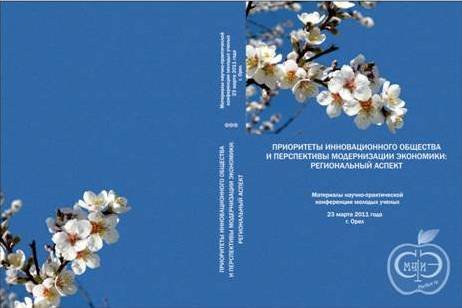 Материалы научно-практической
конференции молодых ученых
23 марта 2011 года
г. Орел
ПРИОРИТЕТЫ ИННОВАЦИОННОГО ОБЩЕСТВА
И ПЕРСПЕКТИВЫ МОДЕРНИЗАЦИИ ЭКОНОМИКИ:
РЕГИОНАЛЬНЫЙ АСПЕКТ
ПРИОРИТЕТЫ ИННОВАЦИОННОГО ОБЩЕСТВА
И ПЕРСПЕКТИВЫ МОДЕРНИЗАЦИИ ЭКОНОМИКИ:
РЕГИОНАЛЬНЫЙ АСПЕКТ
Материалы научно-практической
конференции молодых ученых
23 марта 2011 года
г. Орел